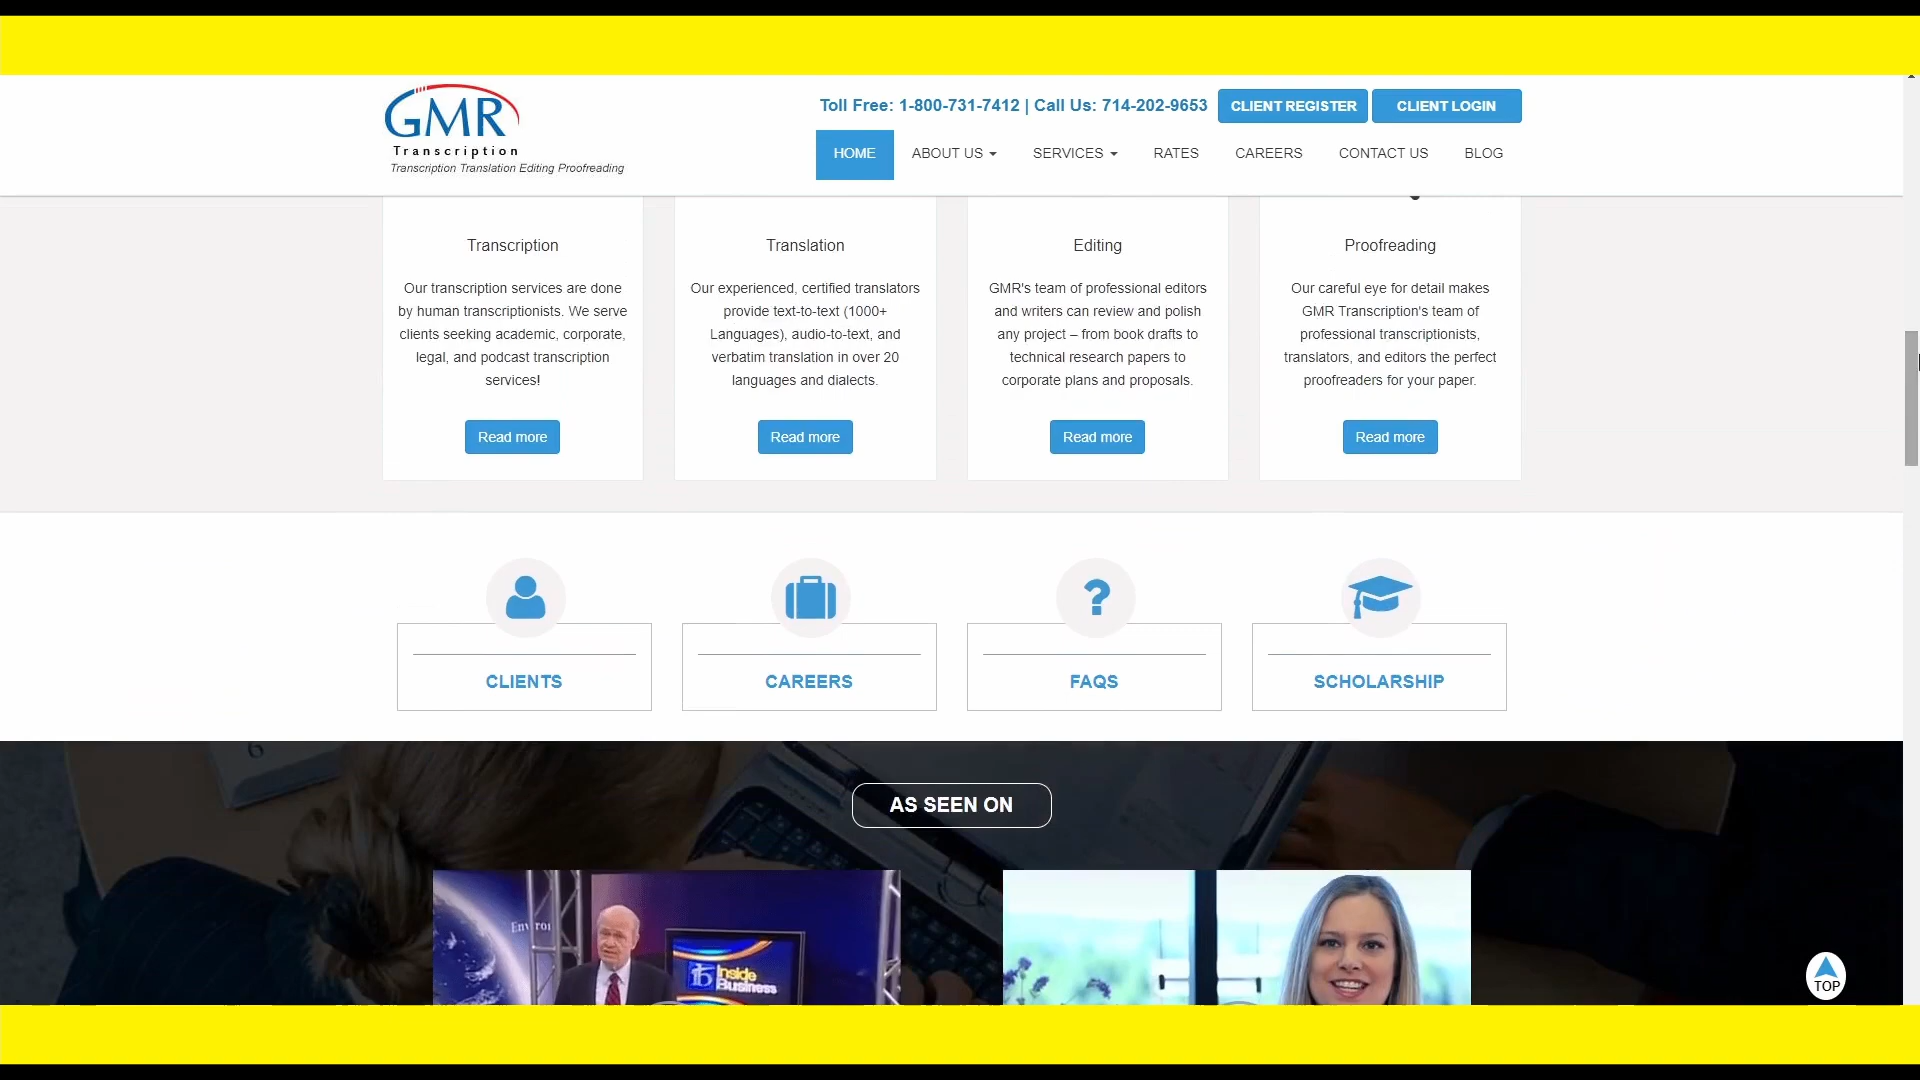 GMR
Transcription
Transcription Translation Editing Proofreading
Toll Free: 1-800-731-7412 | Call Us: 714-202-9653
CLIENT REGISTER
CLIENT LOGIN
HOME
ABOUT US
SERVICES
RATES
CAREERS
CONTACT US
BLOG
Transcription
Our transcription services are done
by human transcriptionists. We serve
clients seeking academic, corporate,
legal, and podcast transcription
services!
Read more
Translation
Our experienced, certified translators
provide text-to-text (1000+
Languages), audio-to-text, and
verbatim translation in over 20
languages and dialects.
Read more
Editing
GMR's team of professional editors
and writers can review and polish
any project – from book drafts to
technical research papers to
corporate plans and proposals.
Read more
Proofreading
Our careful eye for detail makes
GMR Transcription's team of
professional transcriptionists,
translators, and editors the perfect
proofreaders for your paper.
Read more
CLIENTS
CAREERS
?
FAQS
SCHOLARSHIP
6
AS SEEN ON
15
Inside
Business
TOP